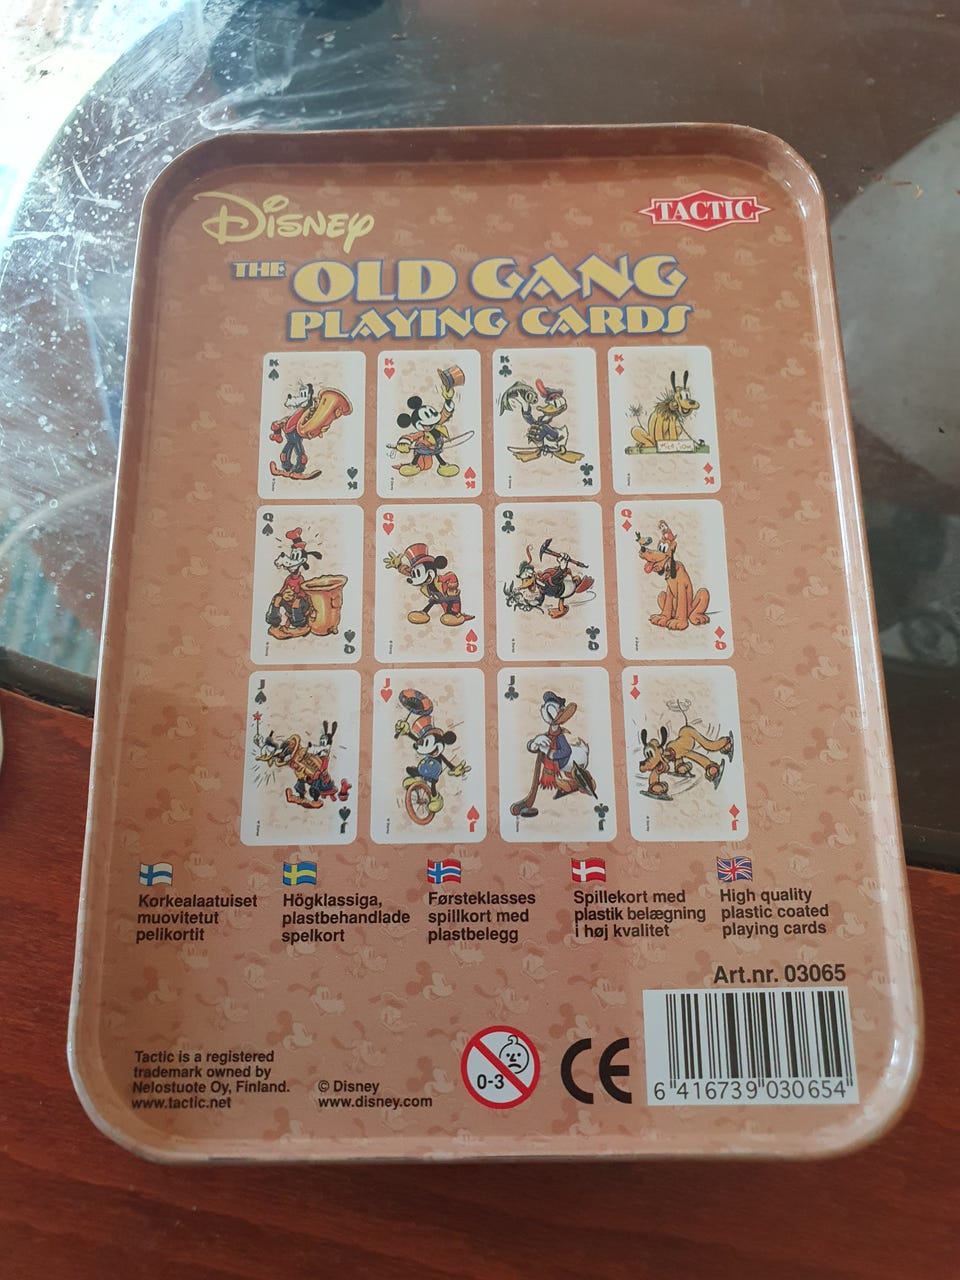 Disney
TACTIC
THE OLD GANG
PLAYING CARDS
K K K K
Q Q Q Q
J J J J
Korkealaatuiset
muovitetut
pelikortit
Högklassiga,
plastbehandlade
spelkort
Førsteklasses
spillkort med
plastbelegg
Spillekort med
plastik belægning
i høj kvalitet
High quality
plastic coated
playing cards
Art.nr. 03065
Tactic is a registered
trademark owned by
Nelostuote Oy, Finland.
www.tactic.net
© Disney
www.disney.com
0-3
CE
6 416739 030654